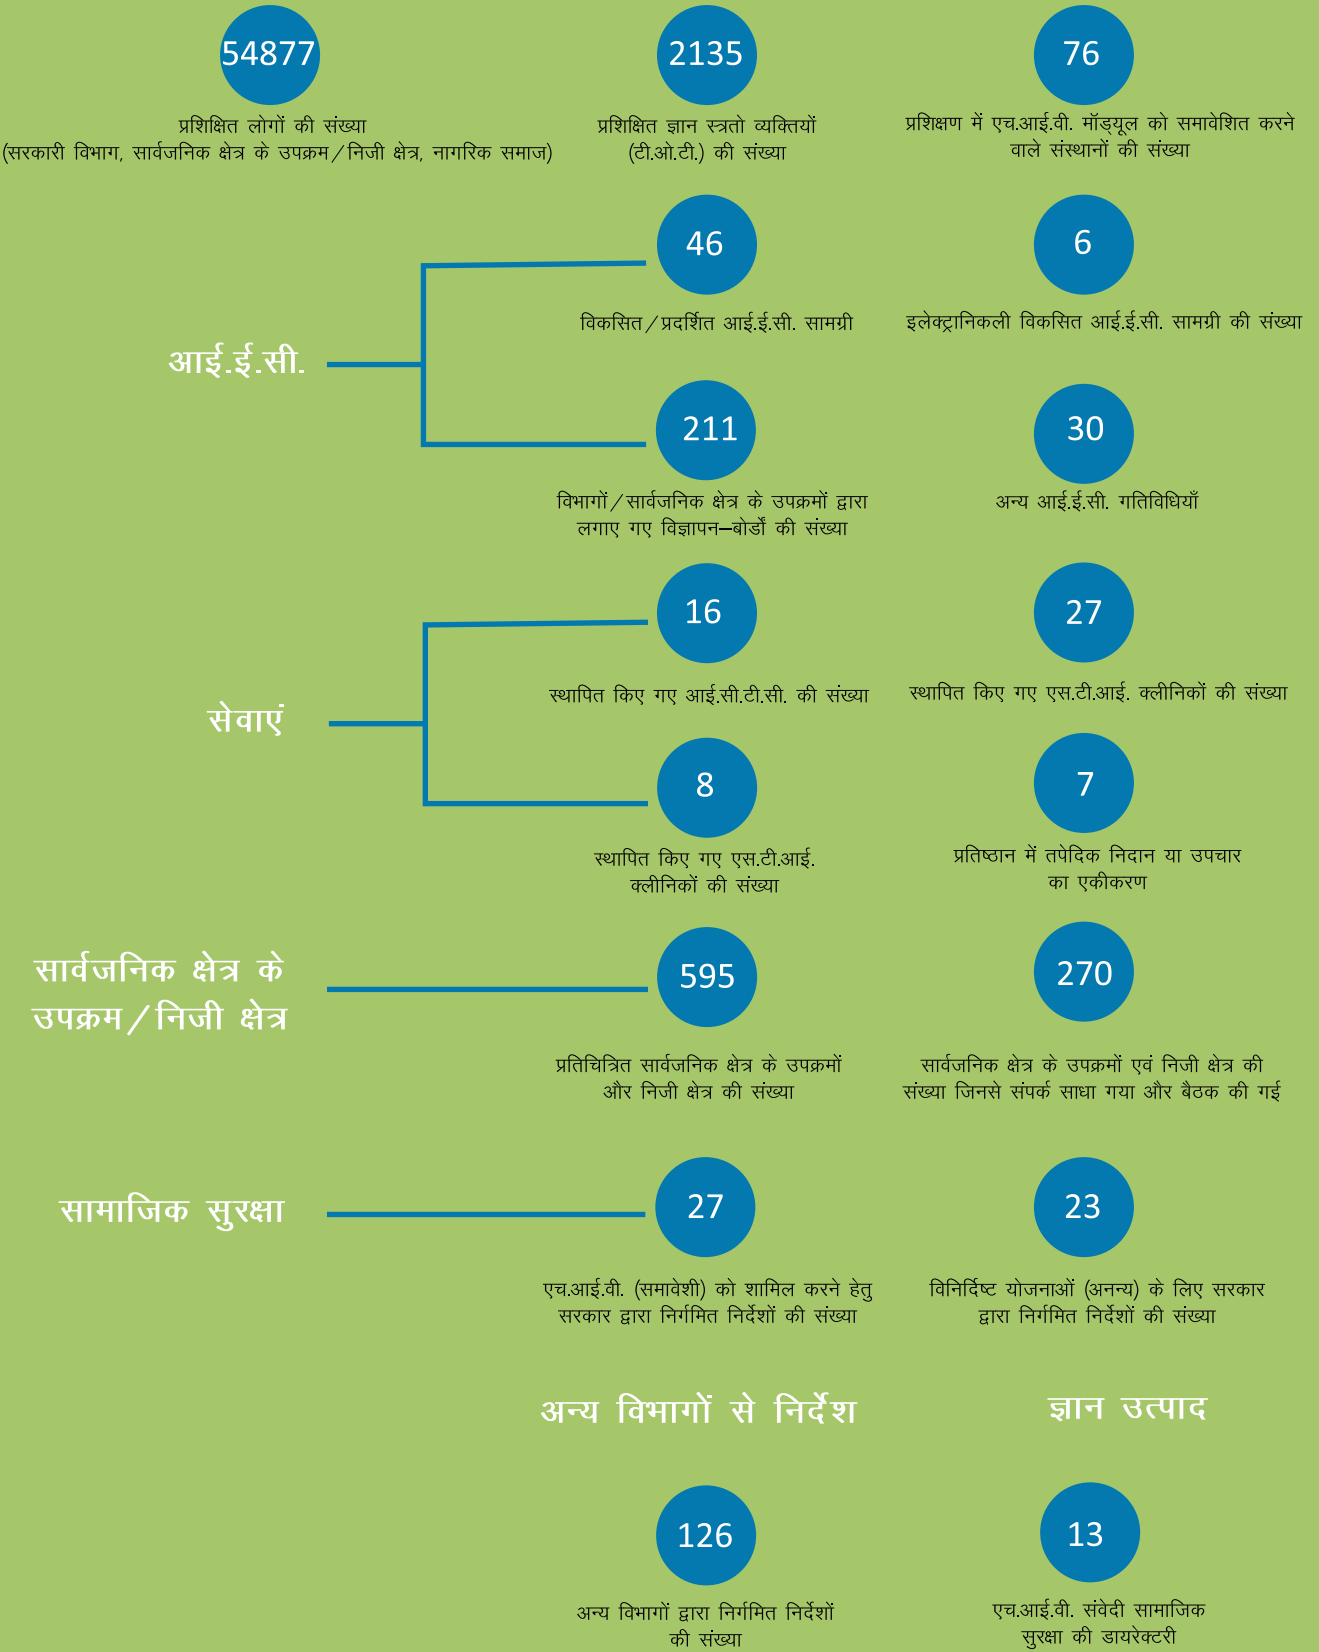 54877
प्रशिक्षित लोगों की संख्या
(सरकारी विभाग, सार्वजनिक क्षेत्र के उपक्रम/निजी क्षेत्र, नागरिक समाज)
2135
प्रशिक्षित ज्ञान स्त्रतो व्यक्तियों
(टी.ओ.टी.) की संख्या
76
प्रशिक्षण में एच.आई.वी. मॉड्यूल को समावेशित करने
वाले संस्थानों की संख्या
आई.ई.सी.
46
विकसित/प्रदर्शित आई.ई.सी. सामग्री
6
इलेक्ट्रानिकली विकसित आई.ई.सी. सामग्री की संख्या
211
विभागों/सार्वजनिक क्षेत्र के उपक्रमों द्वारा
लगाए गए विज्ञापन–बोर्डों की संख्या
30
अन्य आई.ई.सी. गतिविधियाँ
सेवाएं
16
स्थापित किए गए आई.सी.टी.सी. की संख्या
27
स्थापित किए गए एस.टी.आई. क्लीनिकों की संख्या
8
स्थापित किए गए एस.टी.आई.
क्लीनिकों की संख्या
7
प्रतिष्ठान में तपेदिक निदान या उपचार
का एकीकरण
सार्वजनिक क्षेत्र के
उपक्रम/निजी क्षेत्र
595
प्रतिचित्रित सार्वजनिक क्षेत्र के उपक्रमों
और निजी क्षेत्र की संख्या
270
सार्वजनिक क्षेत्र के उपक्रमों एवं निजी क्षेत्र की
संख्या जिनसे संपर्क साधा गया और बैठक की गई
सामाजिक सुरक्षा
27
एच.आई.वी. (समावेशी) को शामिल करने हेतु
सरकार द्वारा निर्गमित निर्देशों की संख्या
23
विनिर्दिष्ट योजनाओं (अनन्य) के लिए सरकार
द्वारा निर्गमित निर्देशों की संख्या
अन्य विभागों से निर्देश
126
अन्य विभागों द्वारा निर्गमित निर्देशों
की संख्या
ज्ञान उत्पाद
13
एच.आई.वी. संवेदी सामाजिक
सुरक्षा की डायरेक्टरी